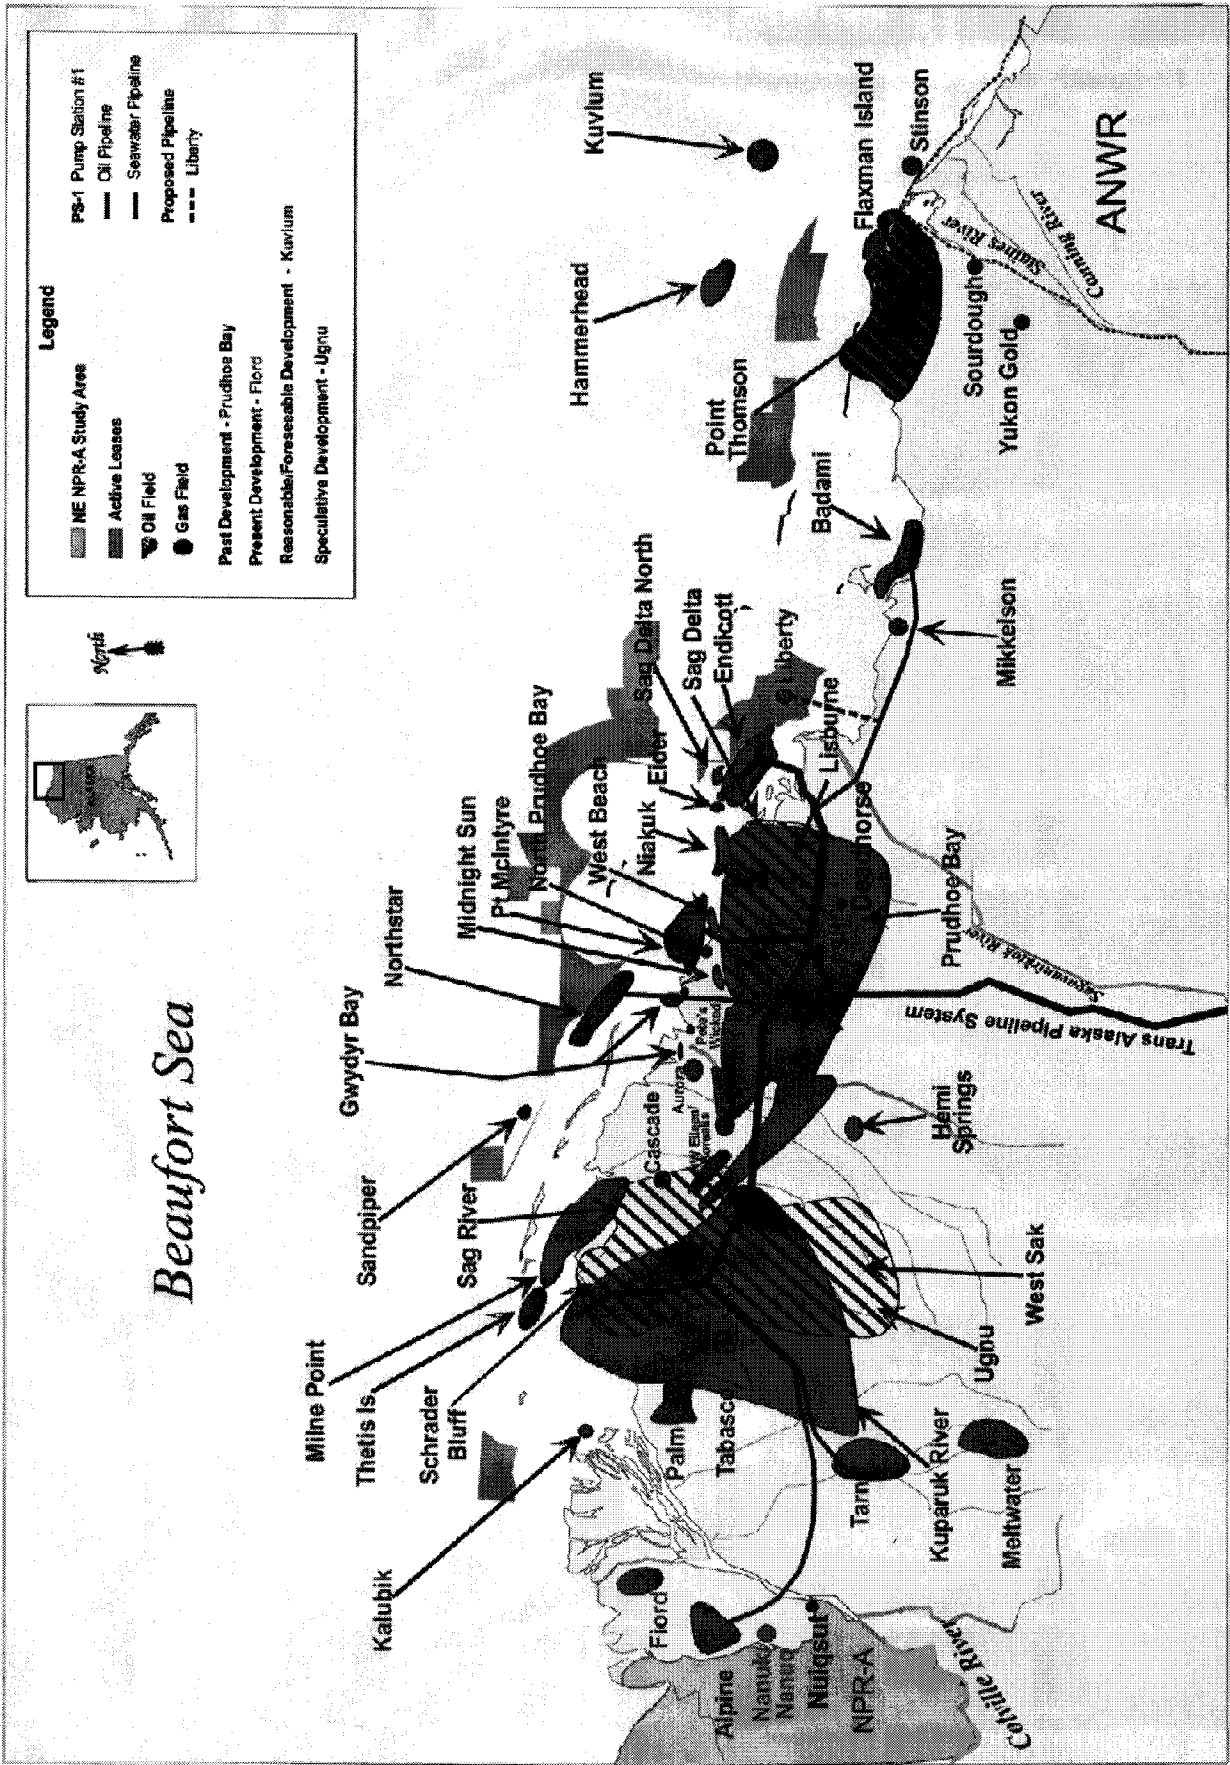 Beaufort Sea
North
Legend
NE NPR-A Study Area
Active Leases
Oil Field
Gas Field
PS-1 Pump Station #1
Oil Pipeline
Seawater Pipeline
Proposed Pipeline
Liberty
Past Development - Prudhoe Bay
Present Development - Fiord
Reasonable/Foreseeable Development - Kuvlum
Speculative Development - Ugnu
Milne Point
Thetis Is.
Schrader
Bluff
Kalubik
Gwydyr Bay
Sandpiper
Sag River
Northstar
Midnight Sun
Pt McIntyre
North Prudhoe Bay
West Beach
Niakuk
Eider
Sag Delta North
Sag Delta
Endicott
Liberty
Lisburne
Hammerhead
Kuvlum
Point
Thomson
Badami
Flaxman Island
Stinson
Fiord
Alpine
Nanuk
Nanuq
Nuiqsut
NPR-A
Colville River
Palm
Tabasco
Tarn
Kuparuk River
Meltwater
Ugnu
West Sak
Cascade
Aurora
Pete's
Wicked
Hemi
Springs
Deadhorse
Prudhoe Bay
Trans Alaska Pipeline System
Sagavanirktok River
Mikkelson
Sourdough
Yukon Gold
Staines River
Canning River
ANWR